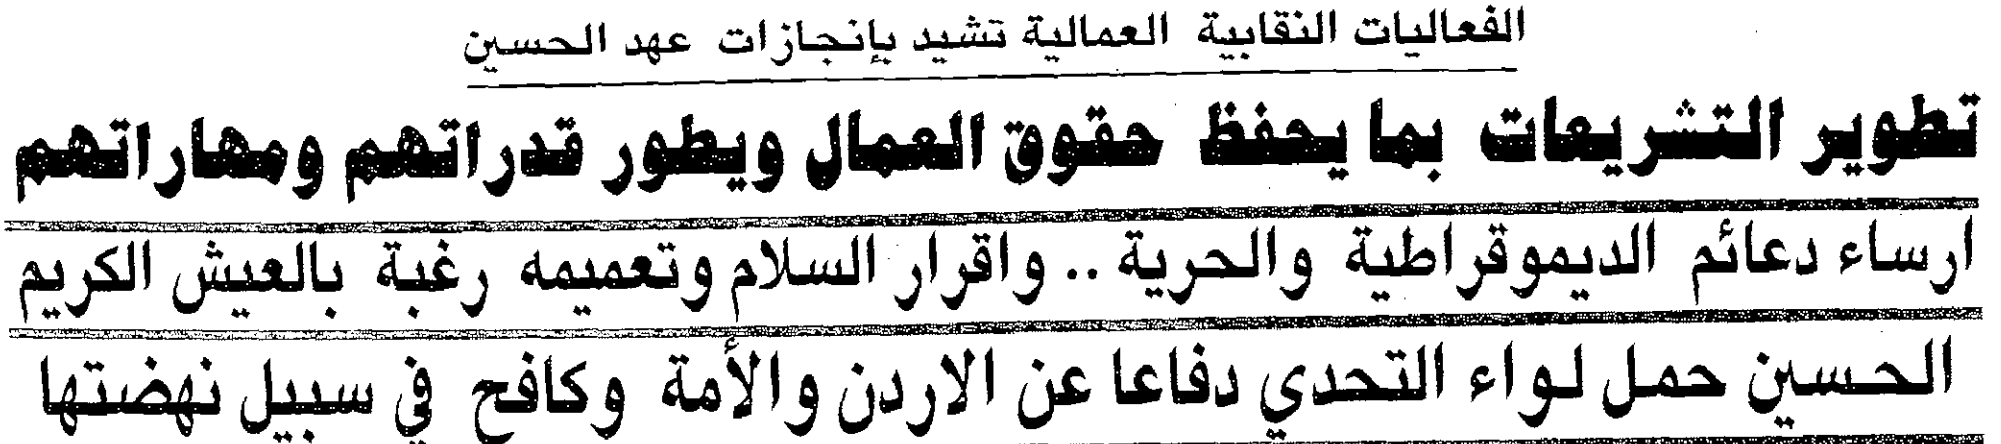 الفعاليات النقابية العمالية تشيد بإنجازات عهد الحسين
تطوير التشريعات بما يحفظ حقوق العمال ويطور قدراتهم ومهاراتهم
ارساء دعائم الديموقراطية والحرية .. واقرار السلام وتعميمه رغبة بالعيش الكريم
الحسين حمل لواء التحدي دفاعا عن الاردن والأمة وكافح في سبيل نهضتها